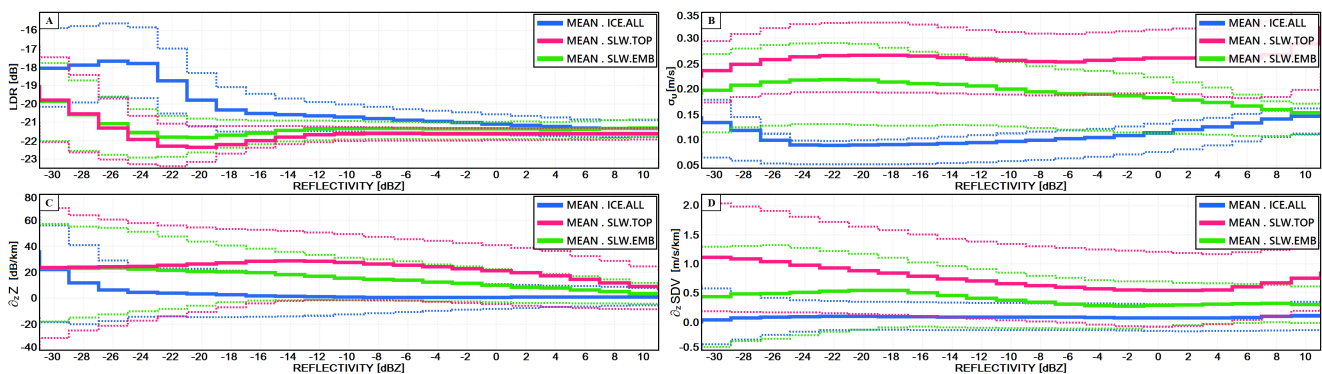 A
MEAN . ICE.ALL
MEAN . SLW.TOP
MEAN . SLW.EMB
LDR [dB]
-16
-17
-18
-19
-20
-21
-22
-23
-30 -28 -26 -24 -22 -20 -18 -16 -14 -12 -10 -8 -6 -4 -2 0 2 4 6 8 10
REFLECTIVITY [dBZ]
B
MEAN . ICE.ALL
MEAN . SLW.TOP
MEAN . SLW.EMB
σᵨ [m/s]
0.35
0.30
0.25
0.20
0.15
0.10
0.05
-30 -28 -26 -24 -22 -20 -18 -16 -14 -12 -10 -8 -6 -4 -2 0 2 4 6 8 10
REFLECTIVITY [dBZ]
C
MEAN . ICE.ALL
MEAN . SLW.TOP
MEAN . SLW.EMB
∂z Z [dB/km]
80
60
40
20
0
-20
-40
-30 -28 -26 -24 -22 -20 -18 -16 -14 -12 -10 -8 -6 -4 -2 0 2 4 6 8 10
REFLECTIVITY [dBZ]
D
MEAN . ICE.ALL
MEAN . SLW.TOP
MEAN . SLW.EMB
∂z SDV [m/s/km]
2.0
1.5
1.0
0.5
0.0
-0.5
-30 -28 -26 -24 -22 -20 -18 -16 -14 -12 -10 -8 -6 -4 -2 0 2 4 6 8 10
REFLECTIVITY [dBZ]